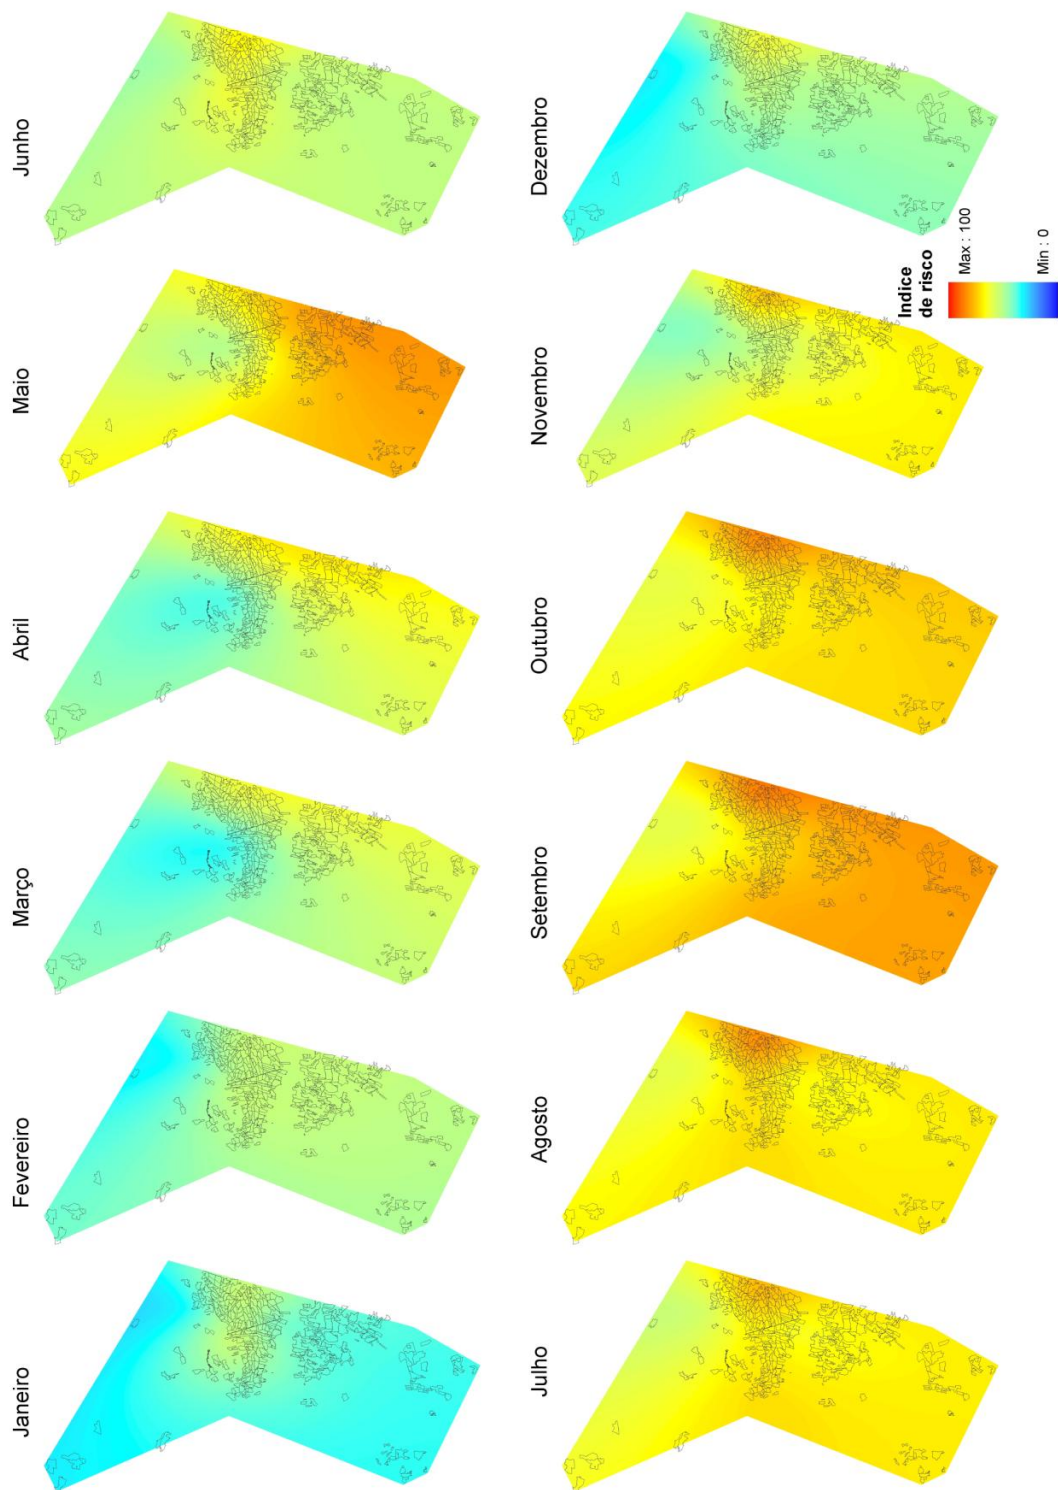 Janeiro
Fevereiro
Março
Abril
Maio
Junho
Julho
Agosto
Setembro
Outubro
Novembro
Dezembro
Indice
de risco
Max : 100
Min : 0